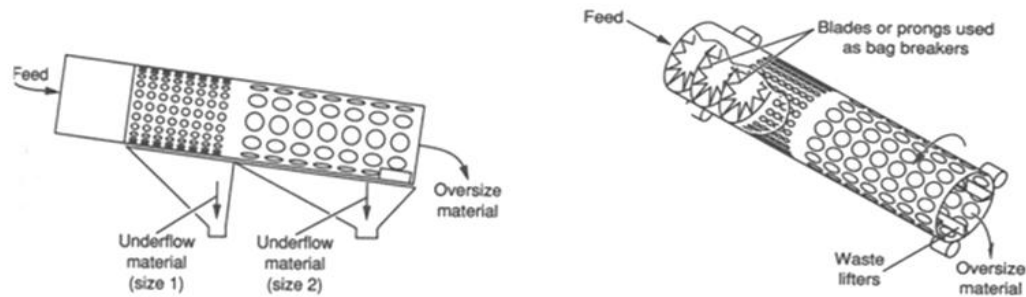 Feed
Oversize
material
Underflow
material
(size 1)
Underflow
material
(size 2)
Feed
Blades or prongs used
as bag breakers
Waste
lifters
Oversize
material